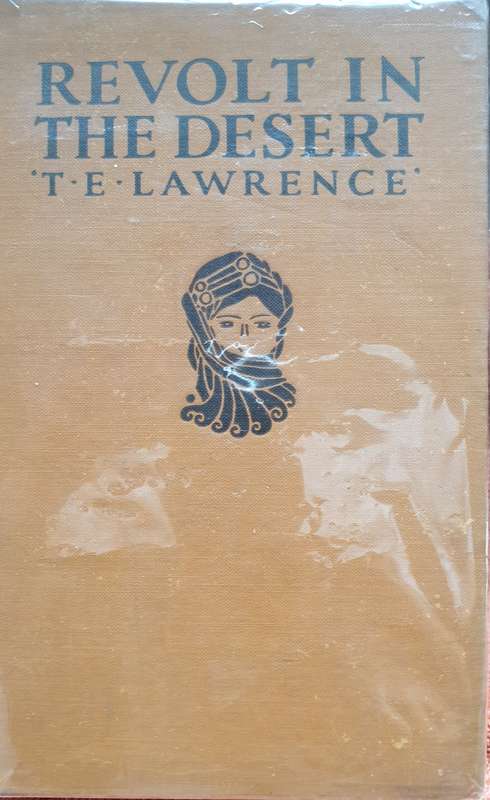 REVOLT IN
THE DESERT
'T·E·LAWRENCE'